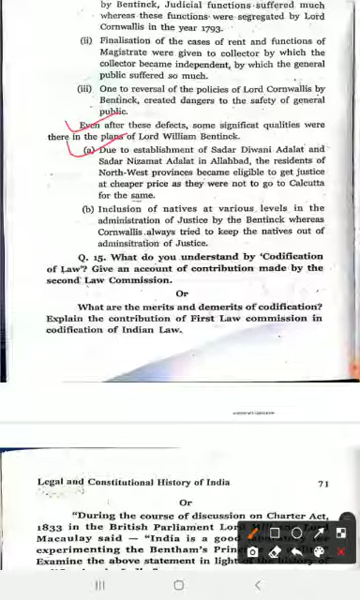 by Bentinck, Judicial functions suffered much
whereas these functions were segregated by Lord
Cornwallis in the year 1793.
(ii) Finalisation of the cases of rent and functions of
Magistrate were given to collector by which the
collector became independent, by which the general
public suffered so much.
(iii) One to reversal of the policies of Lord Cornwallis by
Bentinck, created dangers to the safety of general
public.
Even after these defects, some significat qualities were
there in the plans of Lord William Bentinck.
(a) Due to establishment of Sadar Diwani Adalat and
Sadar Nizamat Adalat in Allahbad, the residents of
North-West provinces became eligible to get justice
at cheaper price as they were not to go to Calcutta
for the same.
(b) Inclusion of natives at various levels in the
administration of Justice by the Bentinck whereas
Cornwallis always tried to keep the natives out of
adminsitration of Justice.
Q. 15. What do you understand by 'Codification
of Law'? Give an account of contribution made by the
second Law Commission.
Or
What are the merits and demerits of codification?
Explain the contribution of First Law commission in
codification of Indian Law.
Legal and Constitutional History of India 71
Or
"During the course of discussion on Charter Act,
1833 in the British Parliament Lord
Macaulay said — "India is a good
experimenting the Bentham's
Examine the above statement in light